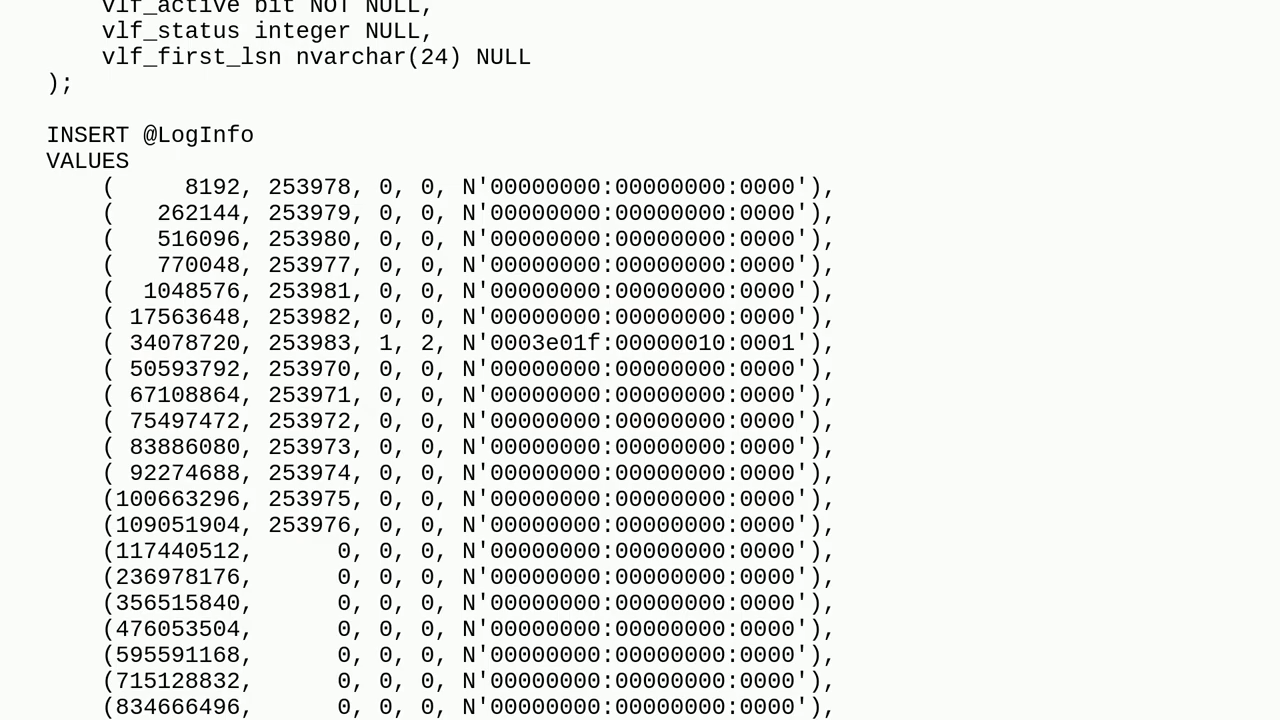 vlf_active bit NOT NULL,
    vlf_status integer NULL,
    vlf_first_lsn nvarchar(24) NULL
);

INSERT @LogInfo
VALUES
    (     8192, 253978, 0, 0, N'00000000:00000000:0000'),
    (   262144, 253979, 0, 0, N'00000000:00000000:0000'),
    (   516096, 253980, 0, 0, N'00000000:00000000:0000'),
    (   770048, 253977, 0, 0, N'00000000:00000000:0000'),
    (  1048576, 253981, 0, 0, N'00000000:00000000:0000'),
    ( 17563648, 253982, 0, 0, N'00000000:00000000:0000'),
    ( 34078720, 253983, 1, 2, N'0003e01f:00000010:0001'),
    ( 50593792, 253970, 0, 0, N'00000000:00000000:0000'),
    ( 67108864, 253971, 0, 0, N'00000000:00000000:0000'),
    ( 75497472, 253972, 0, 0, N'00000000:00000000:0000'),
    ( 83886080, 253973, 0, 0, N'00000000:00000000:0000'),
    ( 92274688, 253974, 0, 0, N'00000000:00000000:0000'),
    (100663296, 253975, 0, 0, N'00000000:00000000:0000'),
    (109051904, 253976, 0, 0, N'00000000:00000000:0000'),
    (117440512,      0, 0, 0, N'00000000:00000000:0000'),
    (236978176,      0, 0, 0, N'00000000:00000000:0000'),
    (356515840,      0, 0, 0, N'00000000:00000000:0000'),
    (476053504,      0, 0, 0, N'00000000:00000000:0000'),
    (595591168,      0, 0, 0, N'00000000:00000000:0000'),
    (715128832,      0, 0, 0, N'00000000:00000000:0000'),
    (834666496,      0, 0, 0, N'00000000:00000000:0000'),